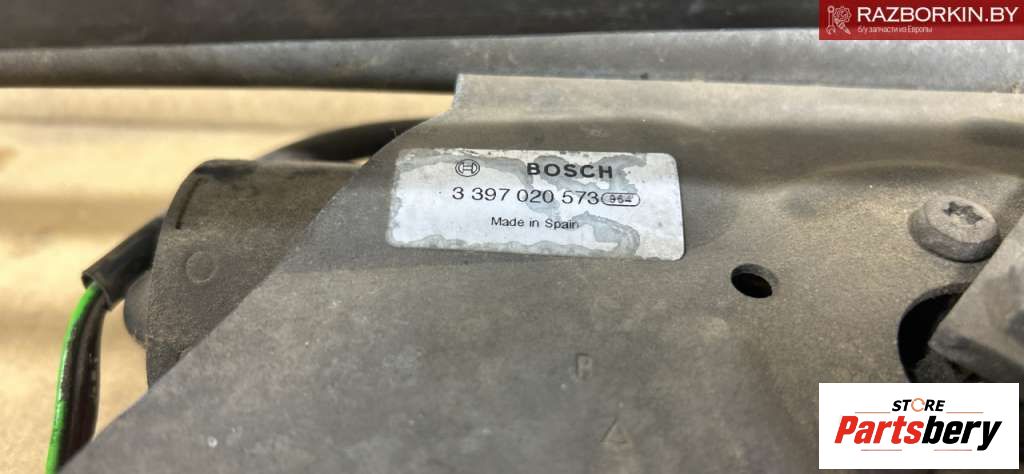 RAZBORKIN.BY
б/у запчасти из Европы
BOSCH
3 397 020 573 964
Made in Spain
R
STORE
Partsbery